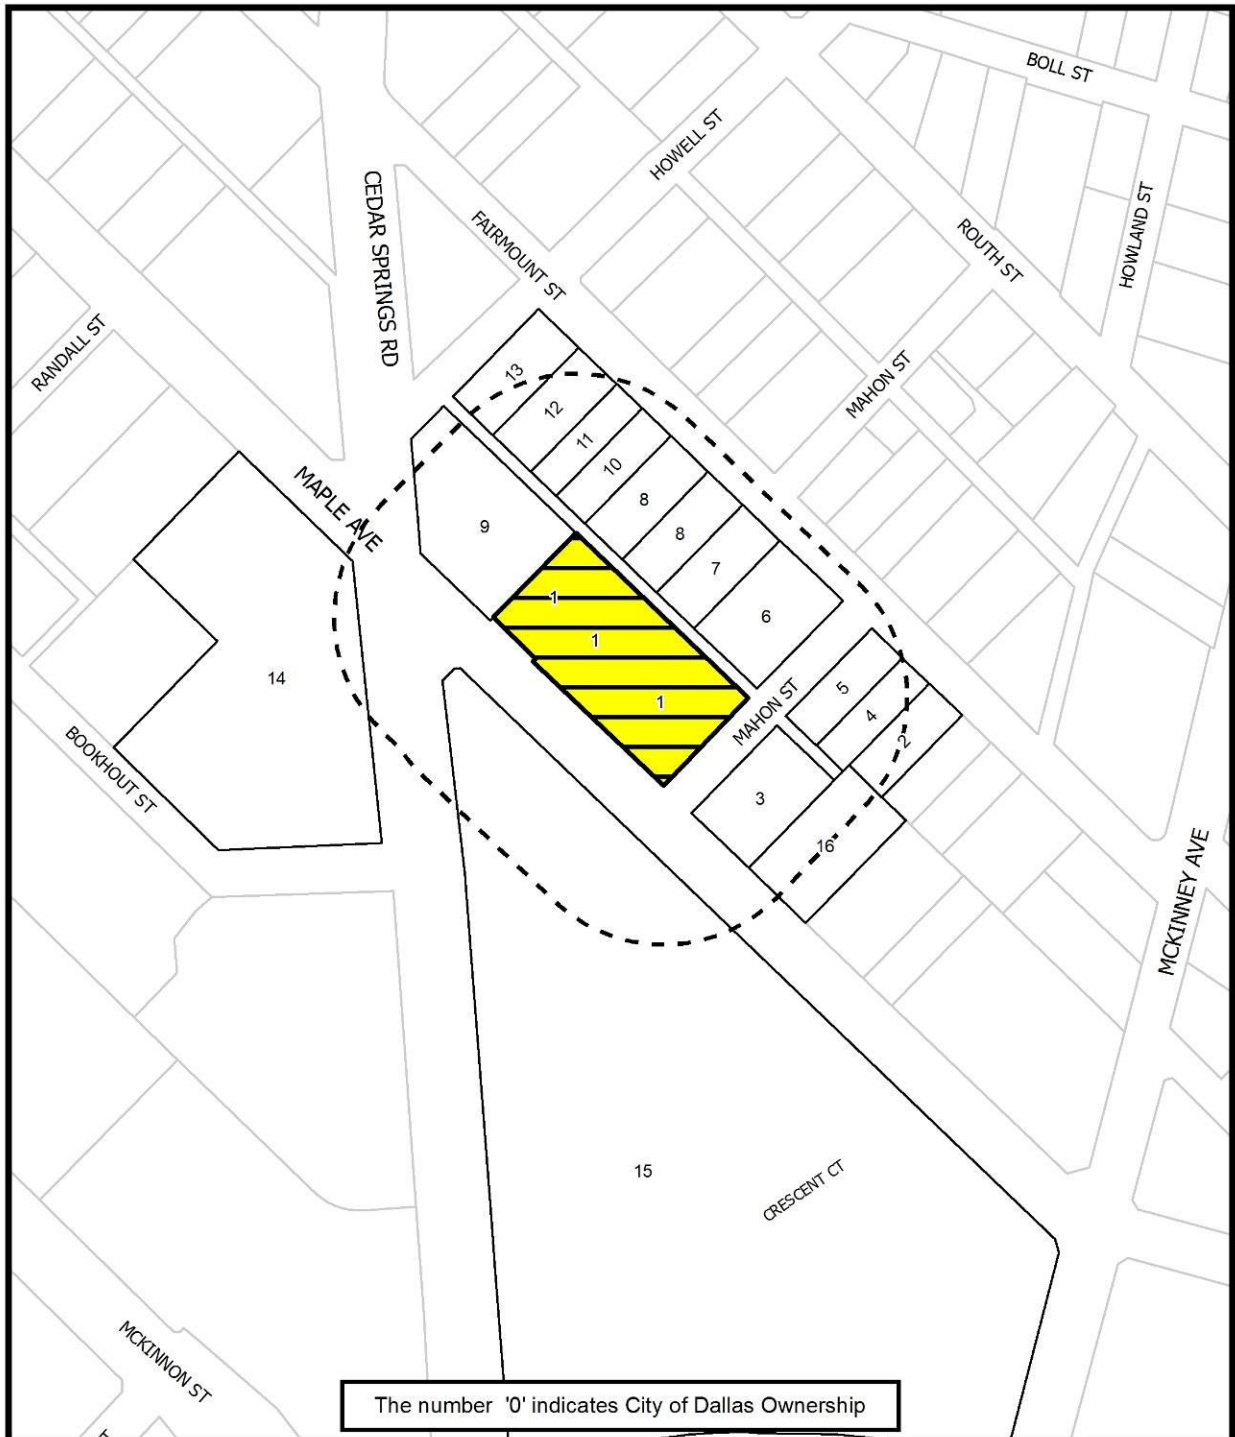 BOLL ST
HOWELL ST
CEDAR SPRINGS RD
FAIRMOUNT ST
ROUTH ST
HOWLAND ST
RANDALL ST
MAHON ST
13
12
11
10
8
8
7
6
MAPLE AVE
9
1
1
1
5
4
2
MAHON ST
14
BOOKHOUT ST
3
16
MCKINNEY AVE
15
CRESCENT CT
MCKINNON ST
The number '0' indicates City of Dallas Ownership